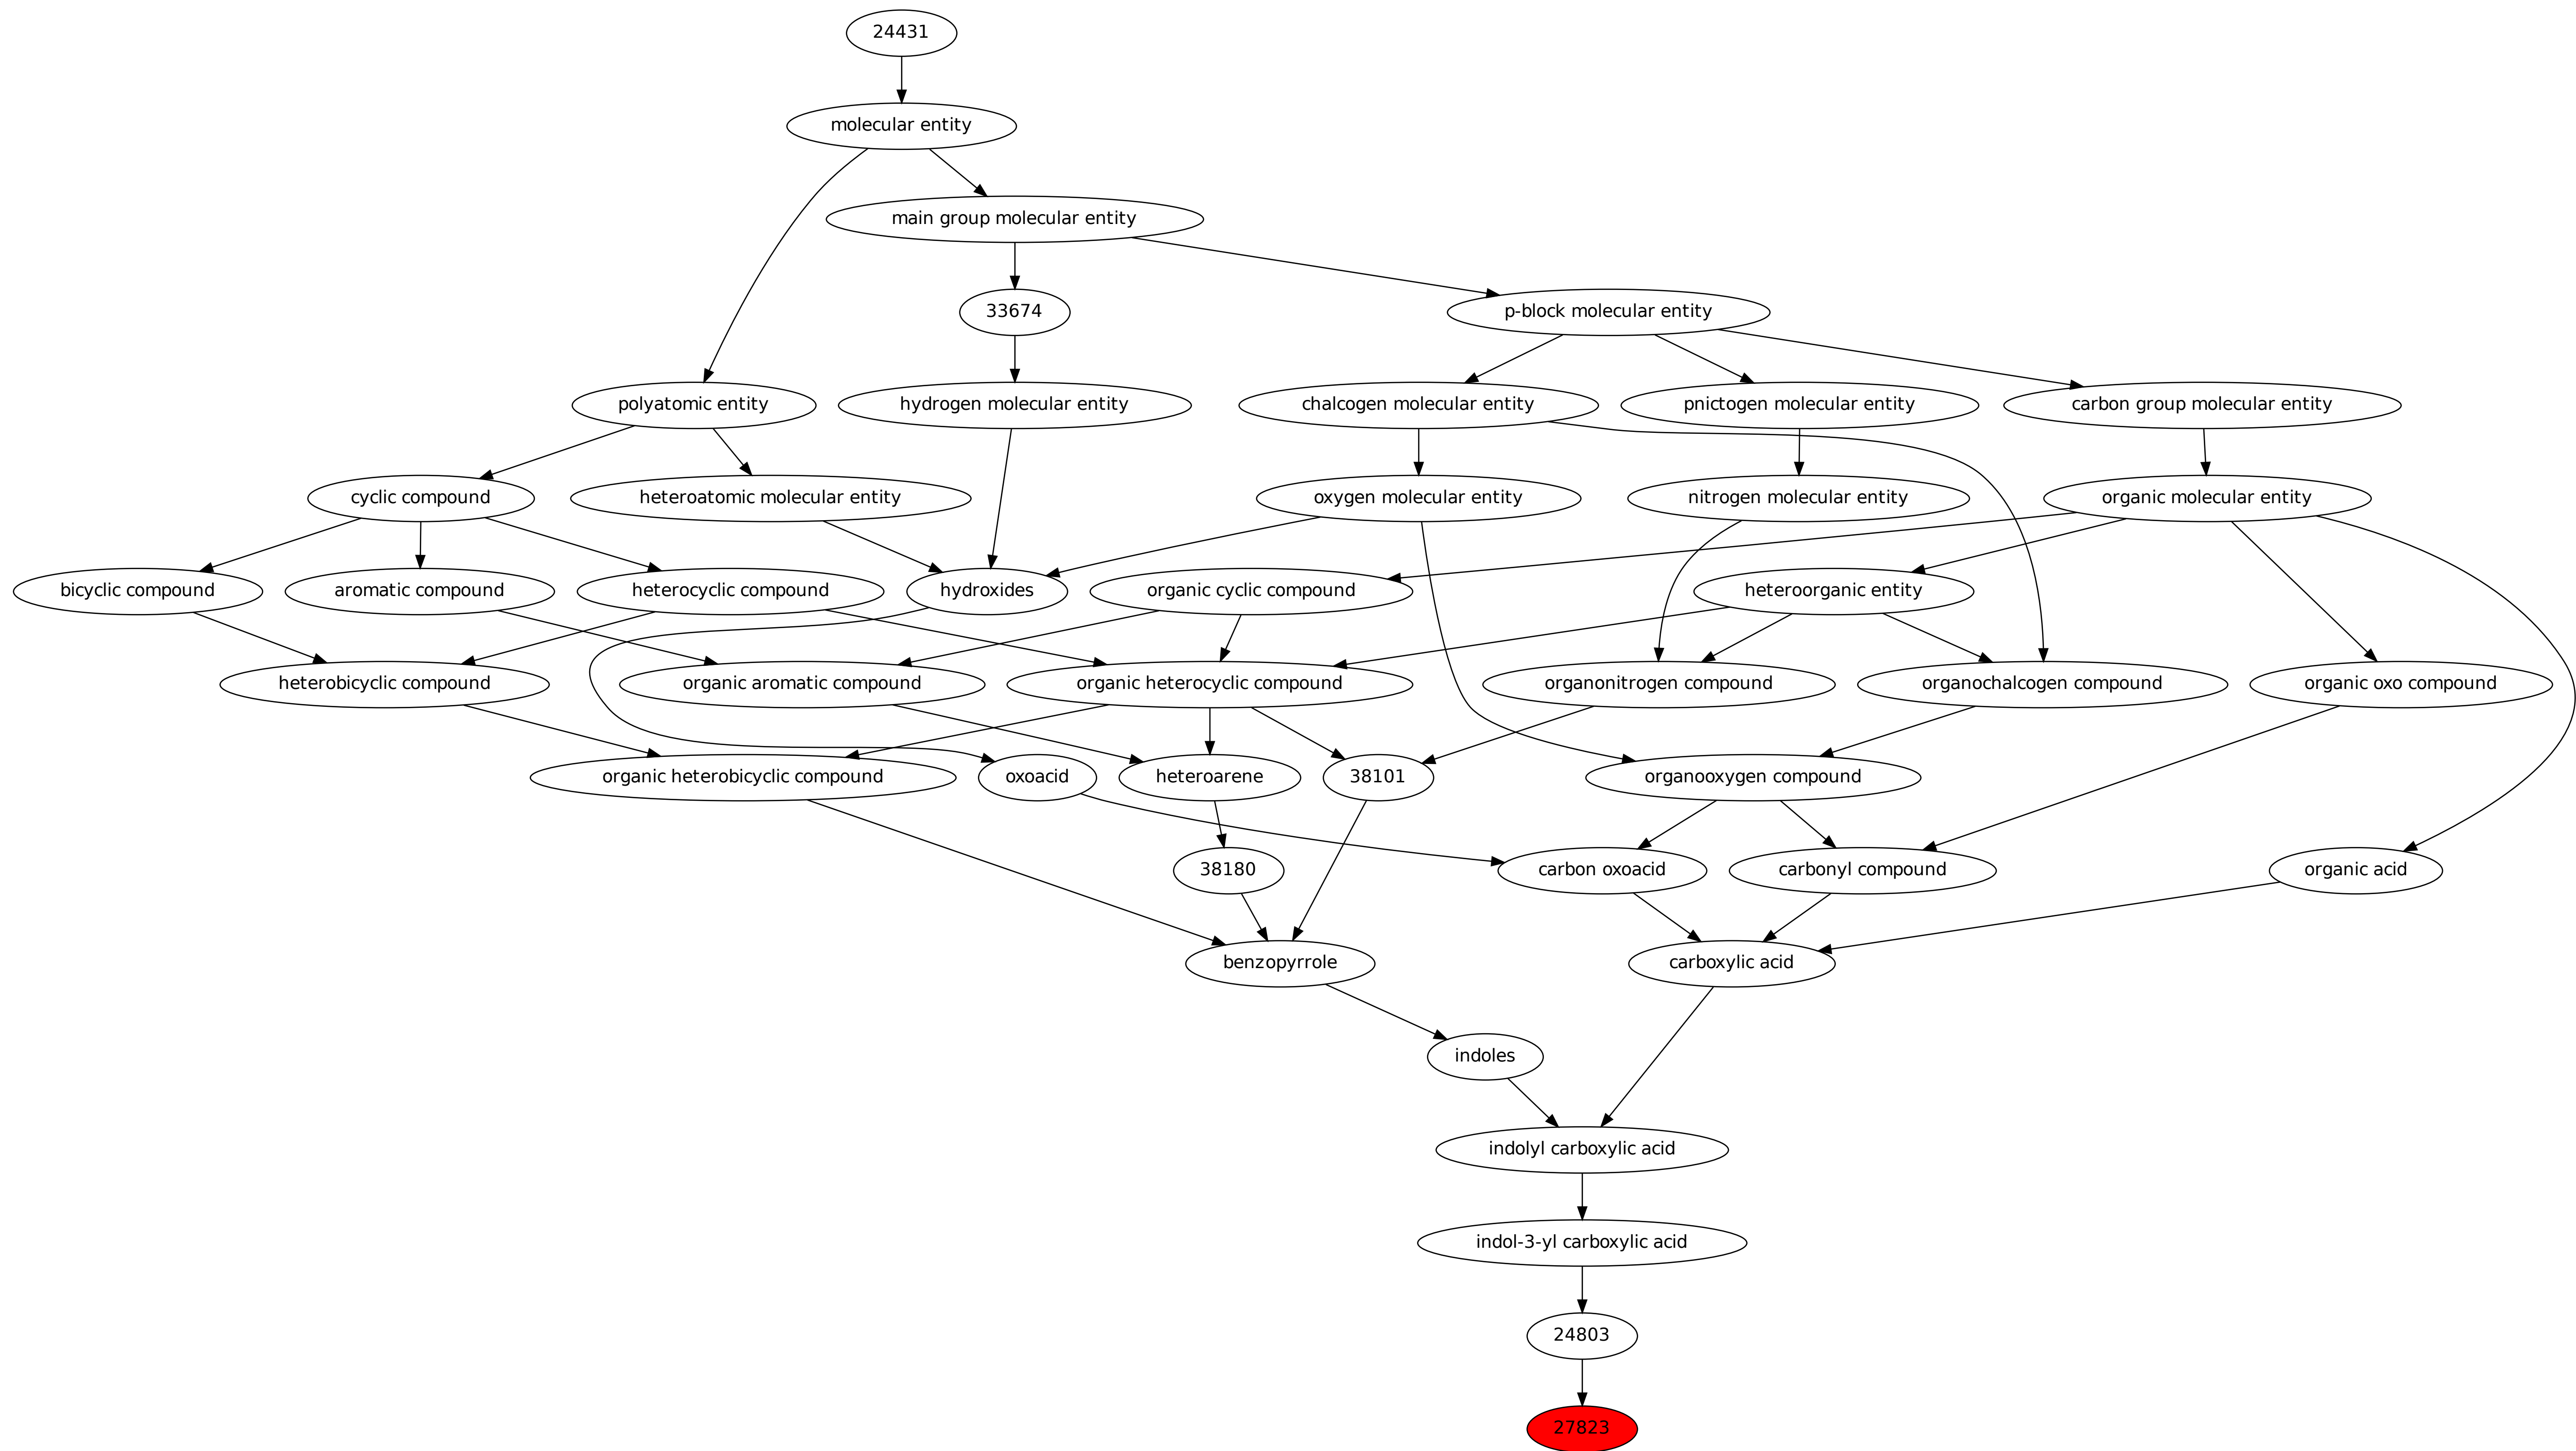 24431
molecular entity
main group molecular entity
33674
p-block molecular entity
polyatomic entity
hydrogen molecular entity
chalcogen molecular entity
pnictogen molecular entity
carbon group molecular entity
cyclic compound
heteroatomic molecular entity
oxygen molecular entity
nitrogen molecular entity
organic molecular entity
bicyclic compound
aromatic compound
heterocyclic compound
hydroxides
organic cyclic compound
heteroorganic entity
heterobicyclic compound
organic aromatic compound
organic heterocyclic compound
organonitrogen compound
organochalcogen compound
organic oxo compound
organic heterobicyclic compound
oxoacid
heteroarene
38101
organooxygen compound
38180
carbon oxoacid
carbonyl compound
organic acid
benzopyrrole
carboxylic acid
indoles
indolyl carboxylic acid
indol-3-yl carboxylic acid
24803
27823